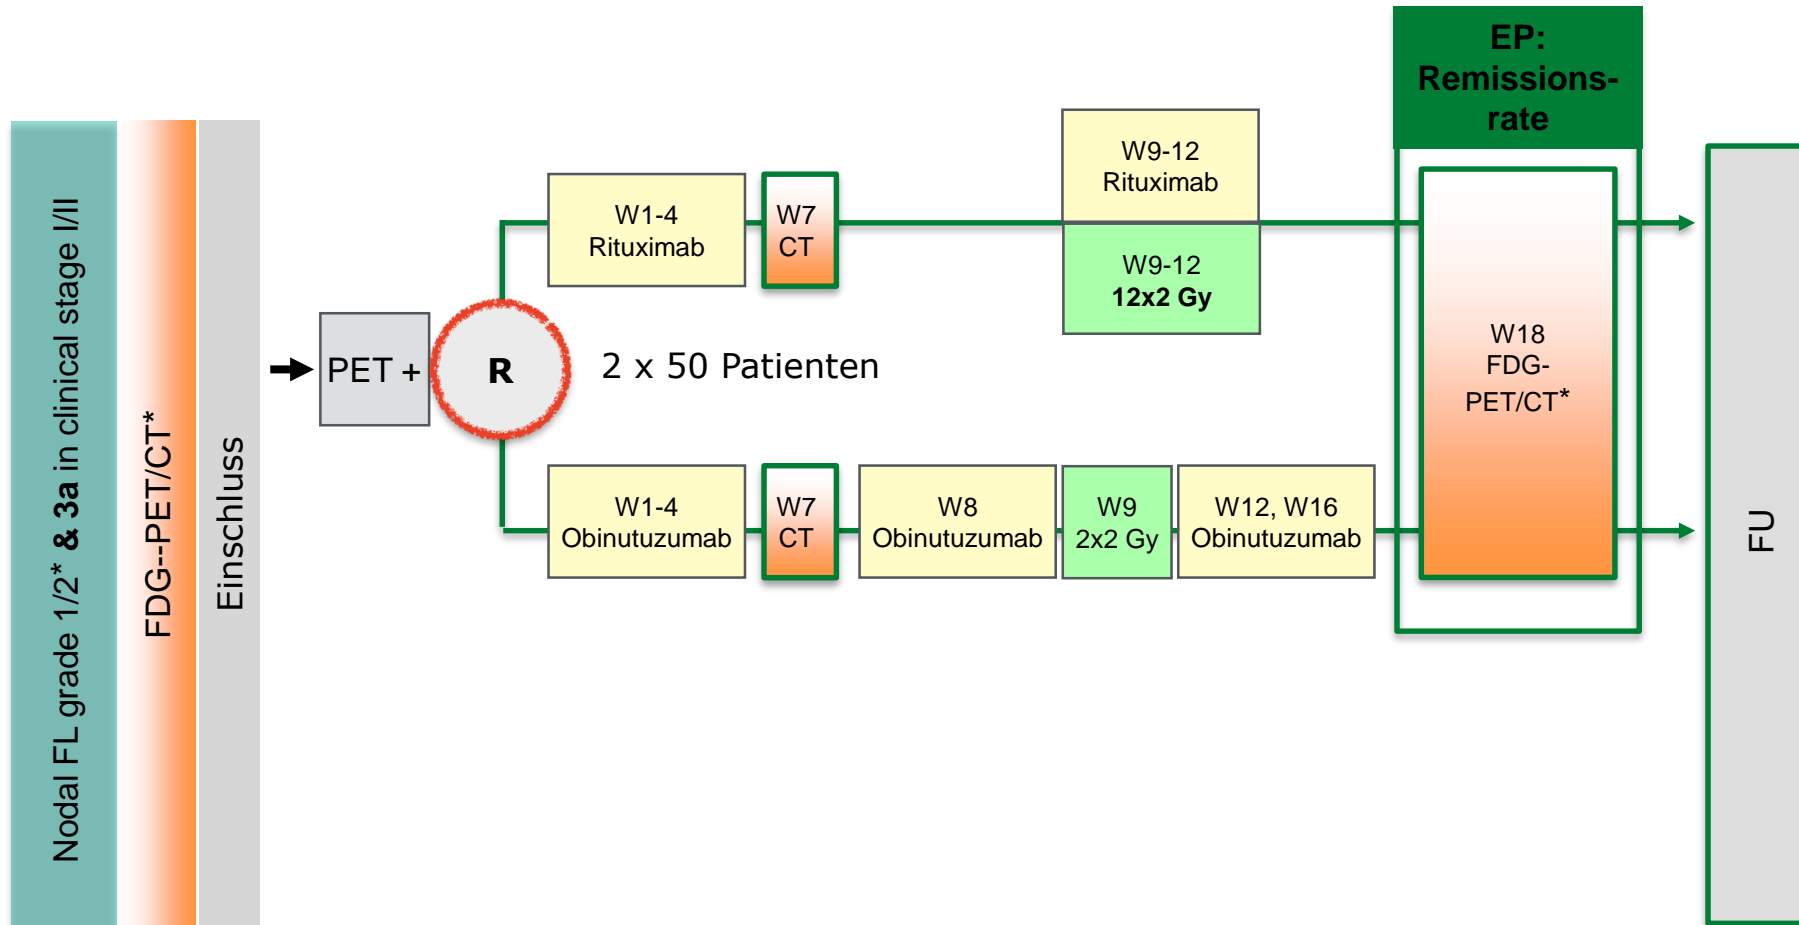 Nodal FL grade 1/2* & 3a in clinical stage I/II
FDG--PET/CT*
Einschluss
PET +
R
2 x 50 Patienten
W1-4
Rituximab
W7
CT
W9-12
Rituximab
W9-12
12x2 Gy
W1-4
Obinutuzumab
W7
CT
W8
Obinutuzumab
W9
2x2 Gy
W12, W16
Obinutuzumab
EP:
Remissions-
rate
W18
FDG-
PET/CT*
FU